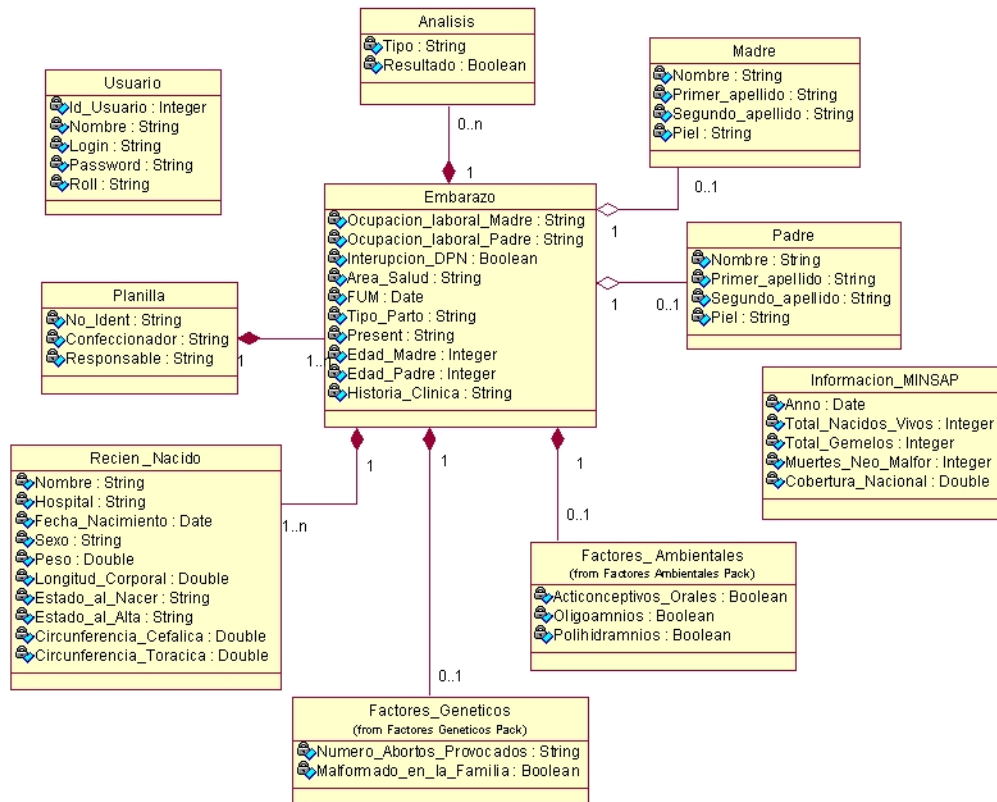 Analisis
Tipo : String
Resultado : Boolean
0..n
1
Madre
Nombre : String
Primer_apellido : String
Segundo_apellido : String
Piel : String
0..1
1
Usuario
Id_Usuario : Integer
Nombre : String
Login : String
Password : String
Roll : String
Embarazo
Ocupacion_laboral_Madre : String
Ocupacion_laboral_Padre : String
Interupcion_DPN : Boolean
Area_Salud : String
FUM : Date
Tipo_Parto : String
Present : String
Edad_Madre : Integer
Edad_Padre : Integer
Historia_Clinica : String
Padre
Nombre : String
Primer_apellido : String
Segundo_apellido : String
Piel : String
1
0..1
Planilla
No_Ident : String
Confeccionador : String
Responsable : String
1
1..n
Informacion_MINSAP
Anno : Date
Total_Nacidos_Vivos : Integer
Total_Gemelos : Integer
Muertes_Neo_Malfor : Integer
Cobertura_Nacional : Double
Recien_Nacido
Nombre : String
Hospital : String
Fecha_Nacimiento : Date
Sexo : String
Peso : Double
Longitud_Corporal : Double
Estado_al_Nacer : String
Estado_al_Alta : String
Circunferencia_Cefalica : Double
Circunferencia_Toracica : Double
1
1..n
1
0..1
1
0..1
Factores_Ambientales
(from Factores Ambientales Pack)
Acticonceptivos_Orales : Boolean
Oligoamnios : Boolean
Polihidramnios : Boolean
Factores_Geneticos
(from Factores Geneticos Pack)
Numero_Abortos_Provocados : String
Malformado_en_la_Familia : Boolean